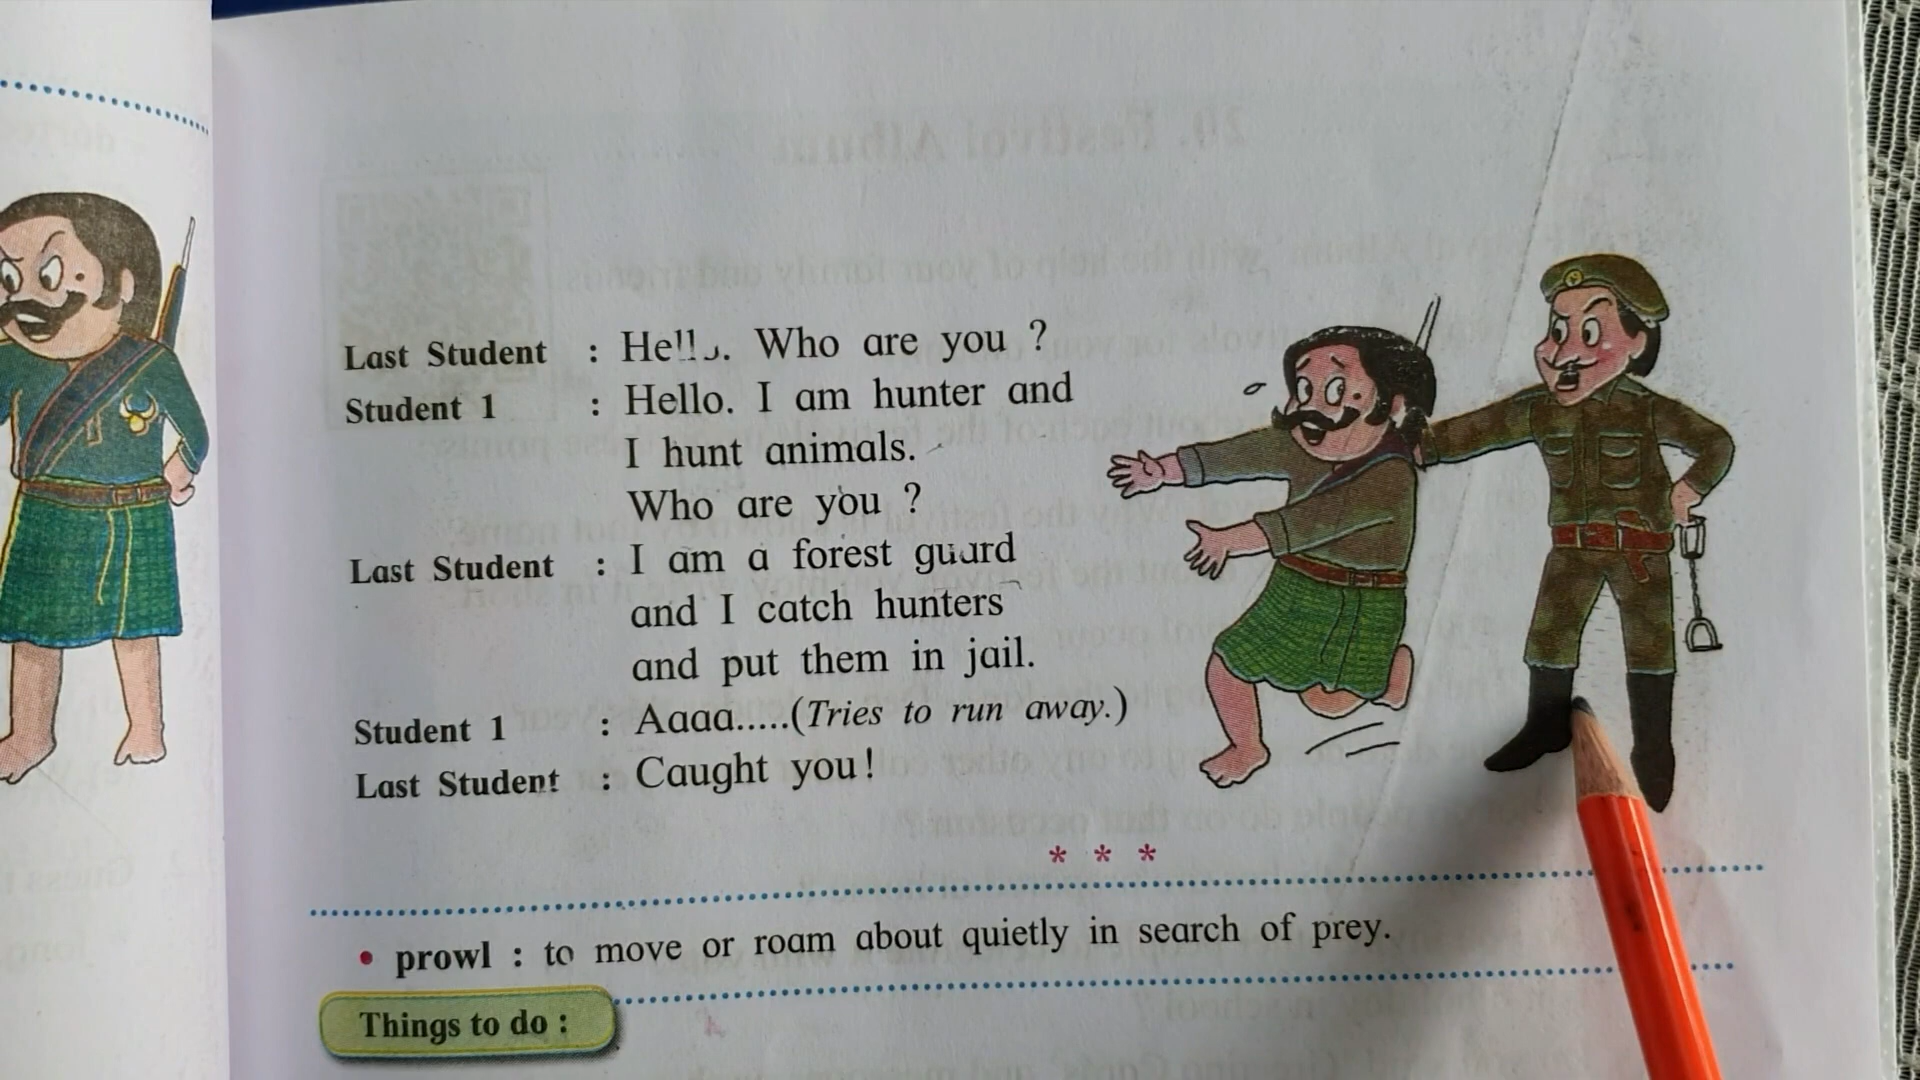 Last Student : Hello. Who are you ?
Student 1 : Hello. I am hunter and
I hunt animals.
Who are you ?
Last Student : I am a forest guard
and I catch hunters
and put them in jail.
Student 1 : Aaaa.....(Tries to run away.)
Last Student : Caught you!
* * *
• prowl : to move or roam about quietly in search of prey.
Things to do :